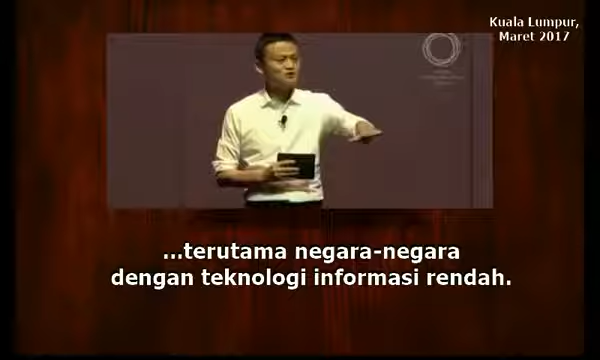 Kuala Lumpur,
Maret 2017
...terutama negara-negara
dengan teknologi informasi rendah.